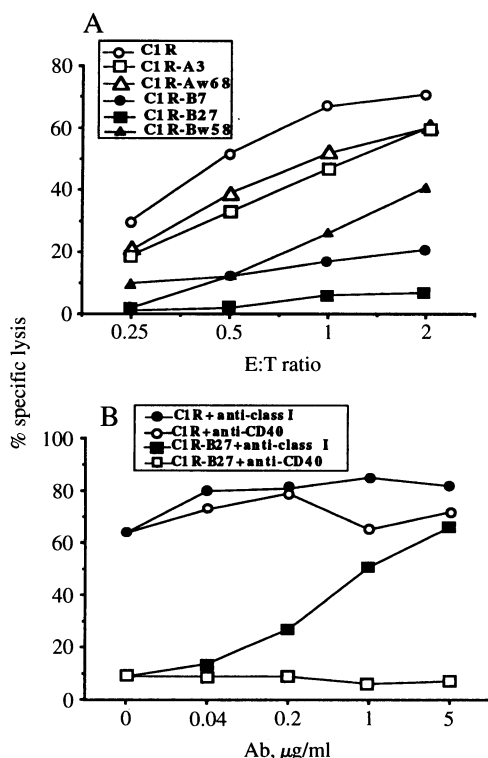 A
C1R
C1R-A3
C1R-Aw68
C1R-B7
C1R-B27
C1R-Bw58
80
60
40
20
0
0.25
0.5
1
2
E:T ratio
% specific lysis
B
C1R+anti-class I
C1R+anti-CD40
C1R-B27+anti-class I
C1R-B27+anti-CD40
100
80
60
40
20
0
0
0.04
0.2
1
5
Ab, µg/ml